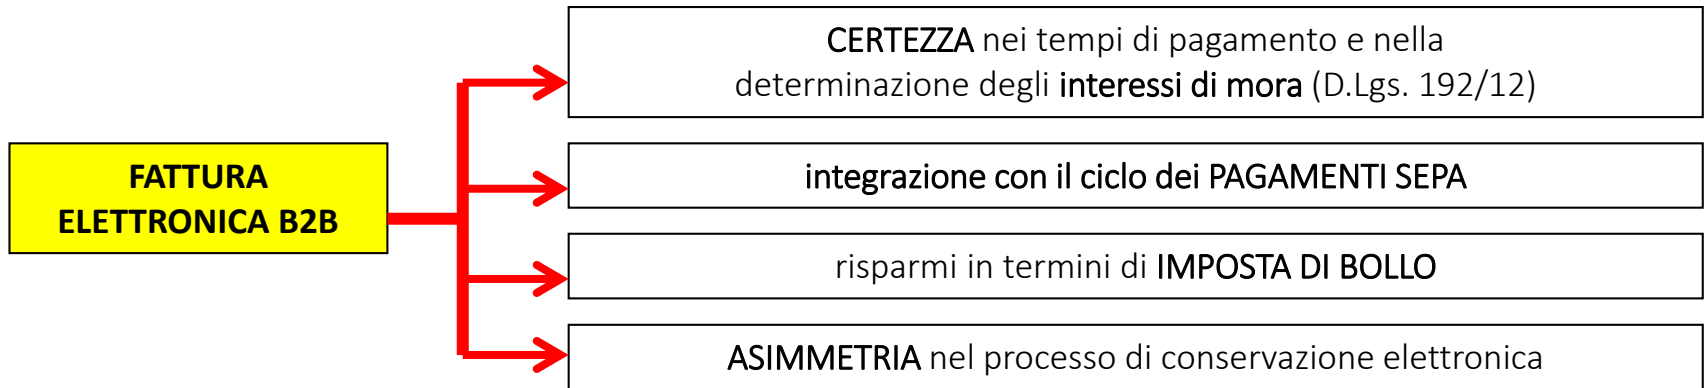 CERTEZZA nei tempi di pagamento e nella
determinazione degli interessi di mora (D.Lgs. 192/12)
FATTURA
ELETTRONICA B2B
integrazione con il ciclo dei PAGAMENTI SEPA
risparmi in termini di IMPOSTA DI BOLLO
ASIMMETRIA nel processo di conservazione elettronica